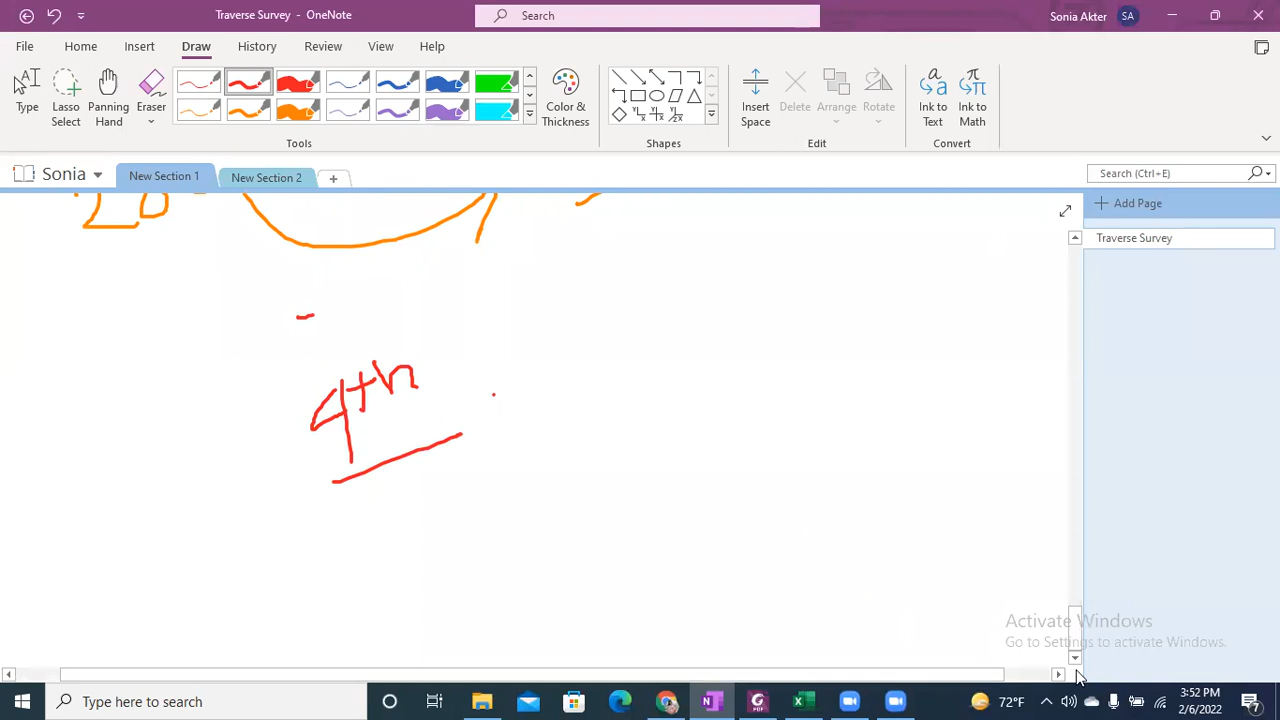 Traverse Survey - OneNote
Search
Sonia Akter SA
File Home Insert Draw History Review View Help
Type Lasso Select Panning Hand Eraser Color & Thickness Insert Space Delete Arrange Rotate Ink to Text Ink to Math
Tools Shapes Edit Convert
Sonia New Section 1 New Section 2 + Search (Ctrl+E)
+ Add Page
20
Traverse Survey
4th
Activate Windows
Go to Settings to activate Windows.
Type here to search 72°F 3:52 PM
2/6/2022 7